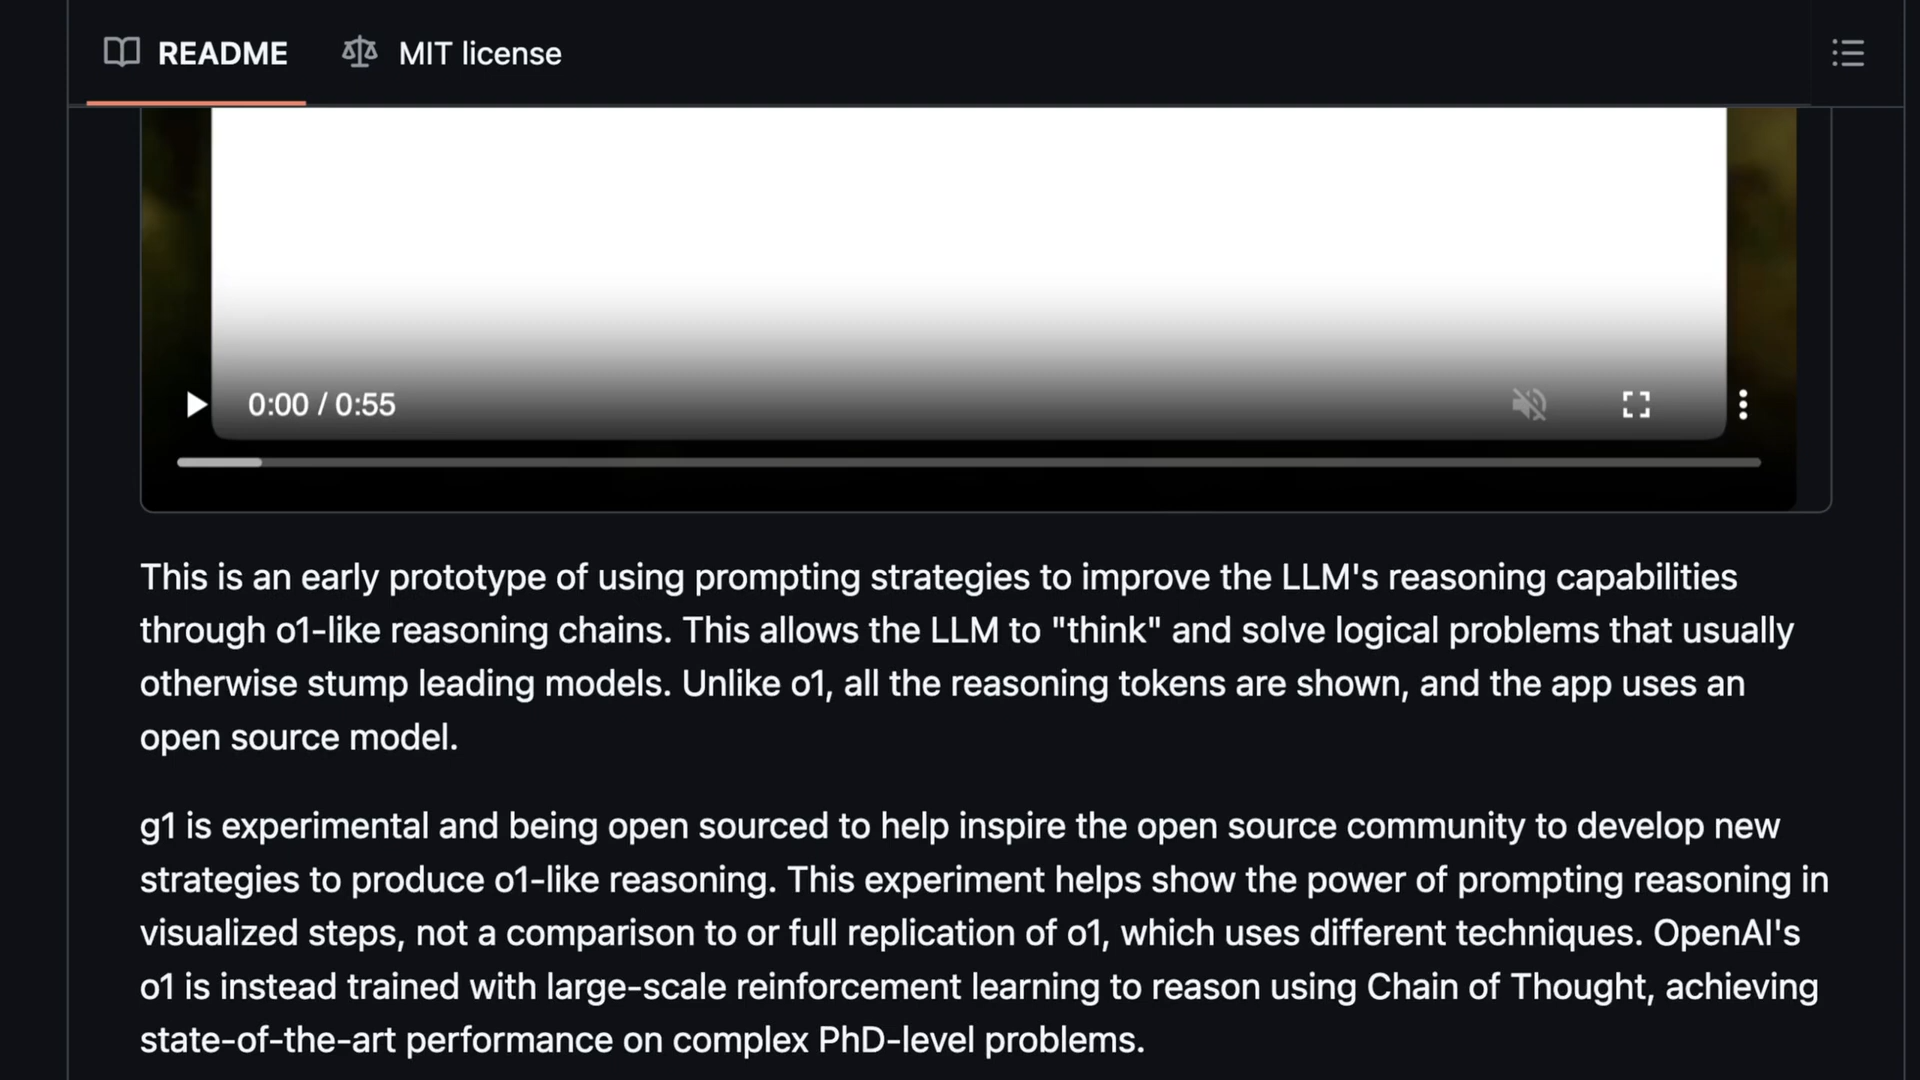 README
MIT license
0:00 / 0:55
This is an early prototype of using prompting strategies to improve the LLM's reasoning capabilities
through o1-like reasoning chains. This allows the LLM to "think" and solve logical problems that usually
otherwise stump leading models. Unlike o1, all the reasoning tokens are shown, and the app uses an
open source model.
g1 is experimental and being open sourced to help inspire the open source community to develop new
strategies to produce o1-like reasoning. This experiment helps show the power of prompting reasoning in
visualized steps, not a comparison to or full replication of o1, which uses different techniques. OpenAI's
o1 is instead trained with large-scale reinforcement learning to reason using Chain of Thought, achieving
state-of-the-art performance on complex PhD-level problems.